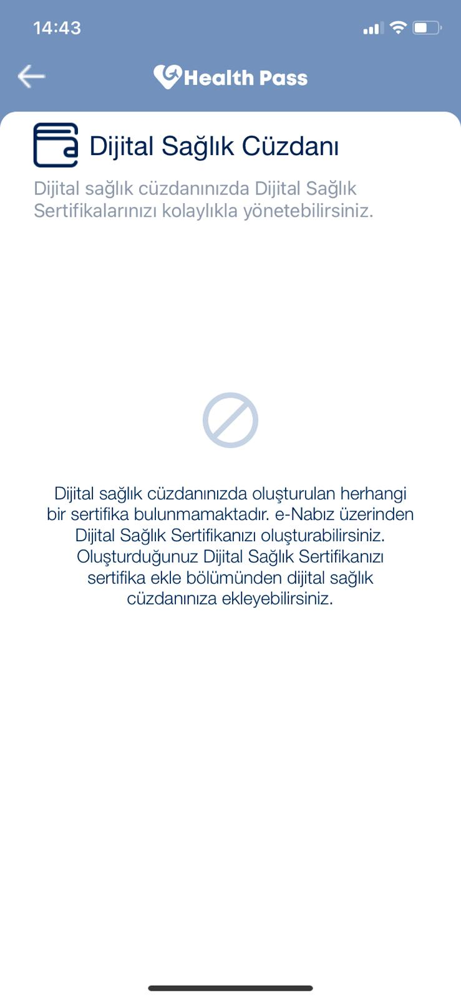 14:43
Health Pass
Dijital Sağlık Cüzdanı
Dijital sağlık cüzdanınızda Dijital Sağlık
Sertifikalarınızı kolaylıkla yönetebilirsiniz.
Dijital sağlık cüzdanınızda oluşturulan herhangi
bir sertifika bulunmamaktadır. e-Nabız üzerinden
Dijital Sağlık Sertifikanızı oluşturabilirsiniz.
Oluşturduğunuz Dijital Sağlık Sertifikanızı
sertifika ekle bölümünden dijital sağlık
cüzdanınıza ekleyebilirsiniz.